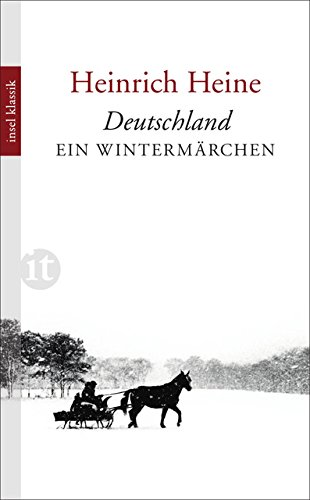 insel klassik
Heinrich Heine
Deutschland
EIN WINTERMÄRCHEN
it